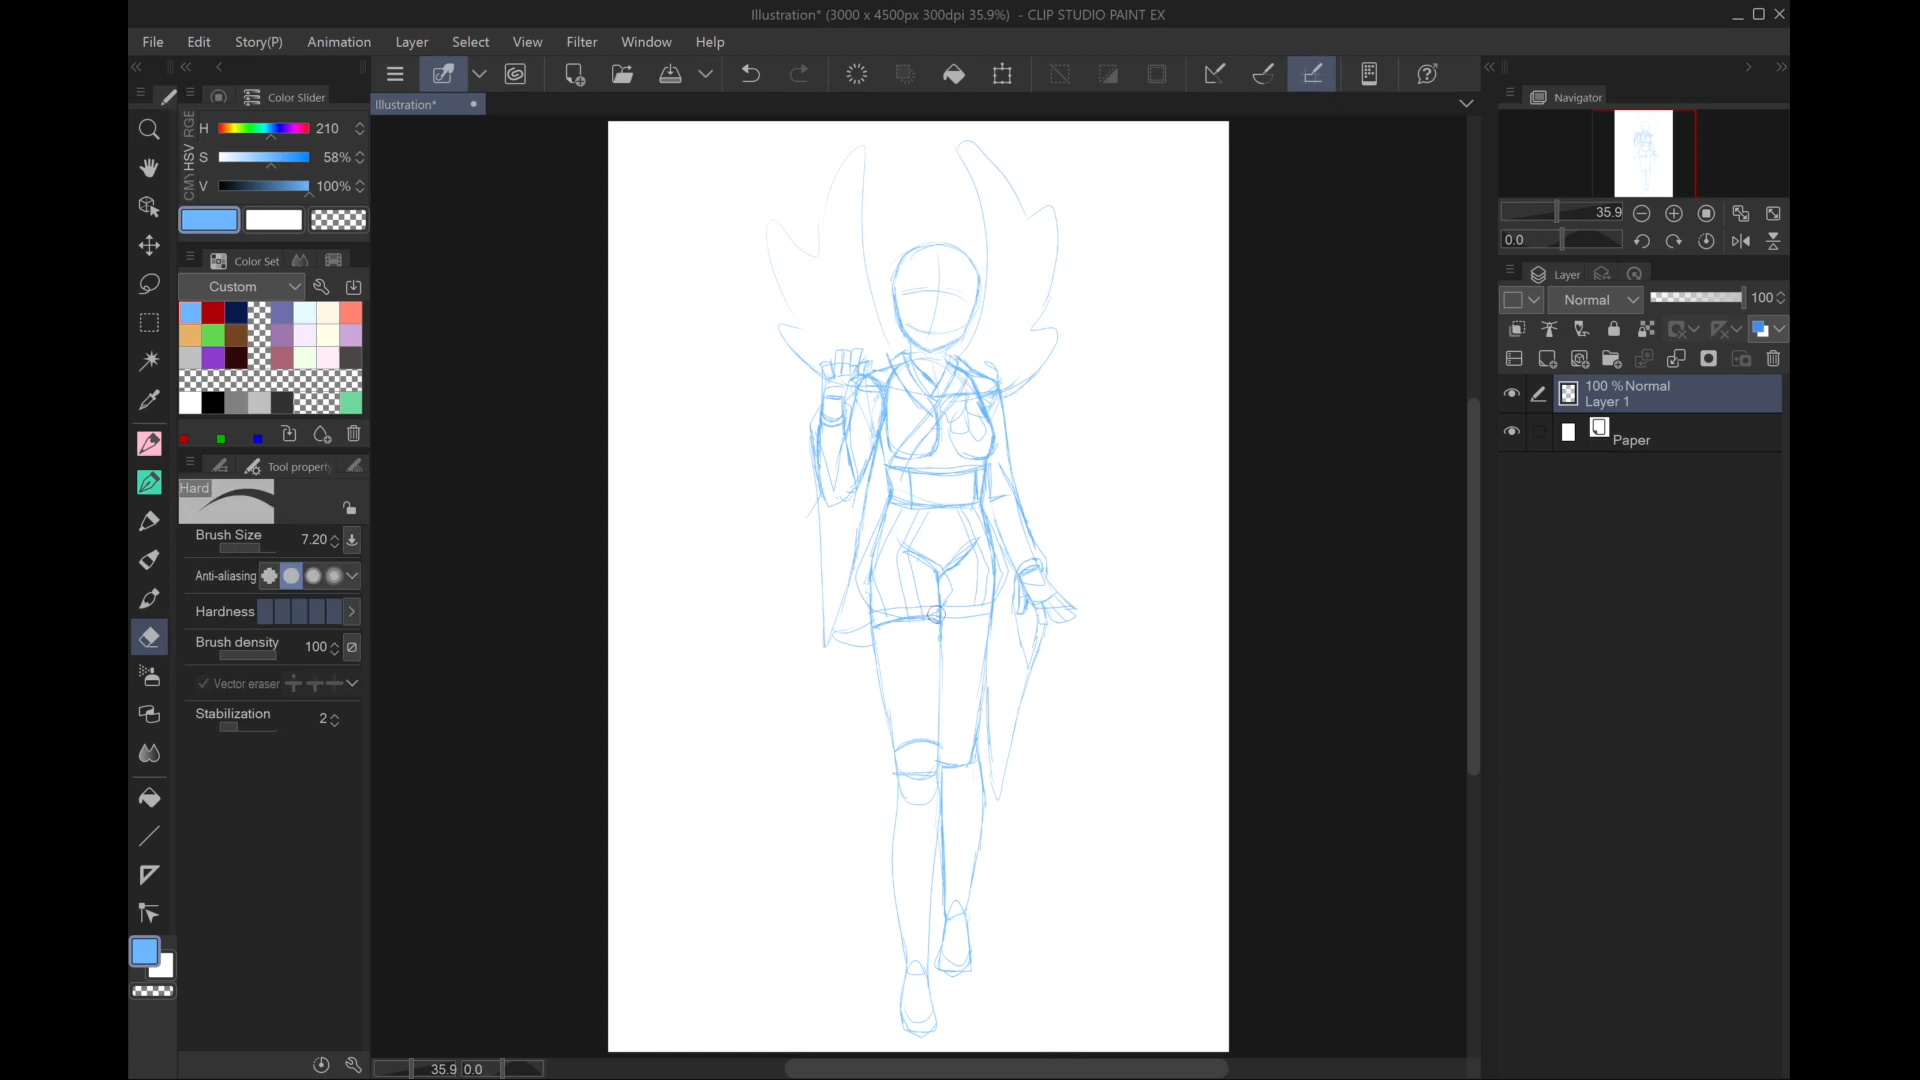 Illustration* (3000 x 4500px 300dpi 35.9%) - CLIP STUDIO PAINT EX
File Edit Story(P) Animation Layer Select View Filter Window Help
Color Slider
Illustration*
Navigator
H 210
S 58%
V 100%
HSV
35.9
0.0
Color Set
Layer
Custom
Normal 100
100 % Normal
Layer 1
Paper
Tool property
Hard
Brush Size 7.20
Anti-aliasing
Hardness
Brush density 100
Vector eraser
Stabilization 2
35.9 0.0